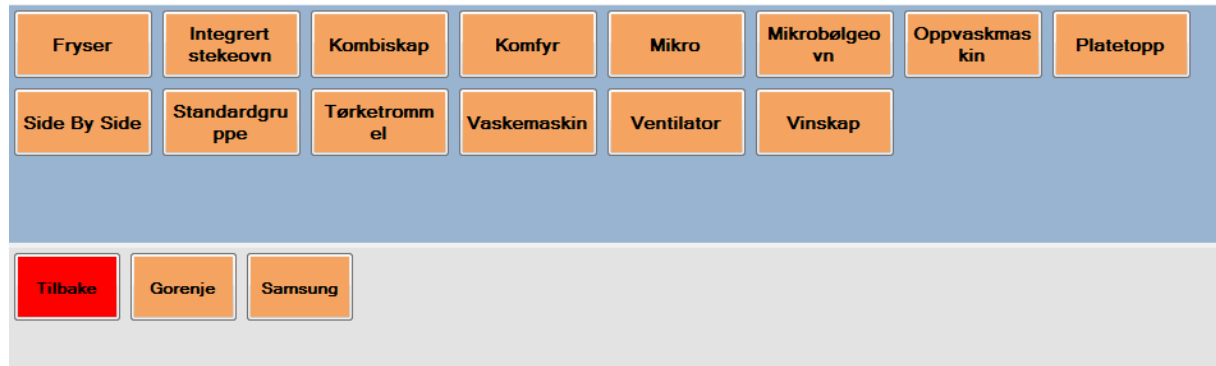 Fryser
Integrert
stekeovn
Kombiskap
Komfyr
Mikro
Mikrobølgeo
vn
Oppvaskmas
kin
Platetopp
Side By Side
Standardgru
ppe
Tørketromm
el
Vaskemaskin
Ventilator
Vinskap
Tilbake
Gorenje
Samsung